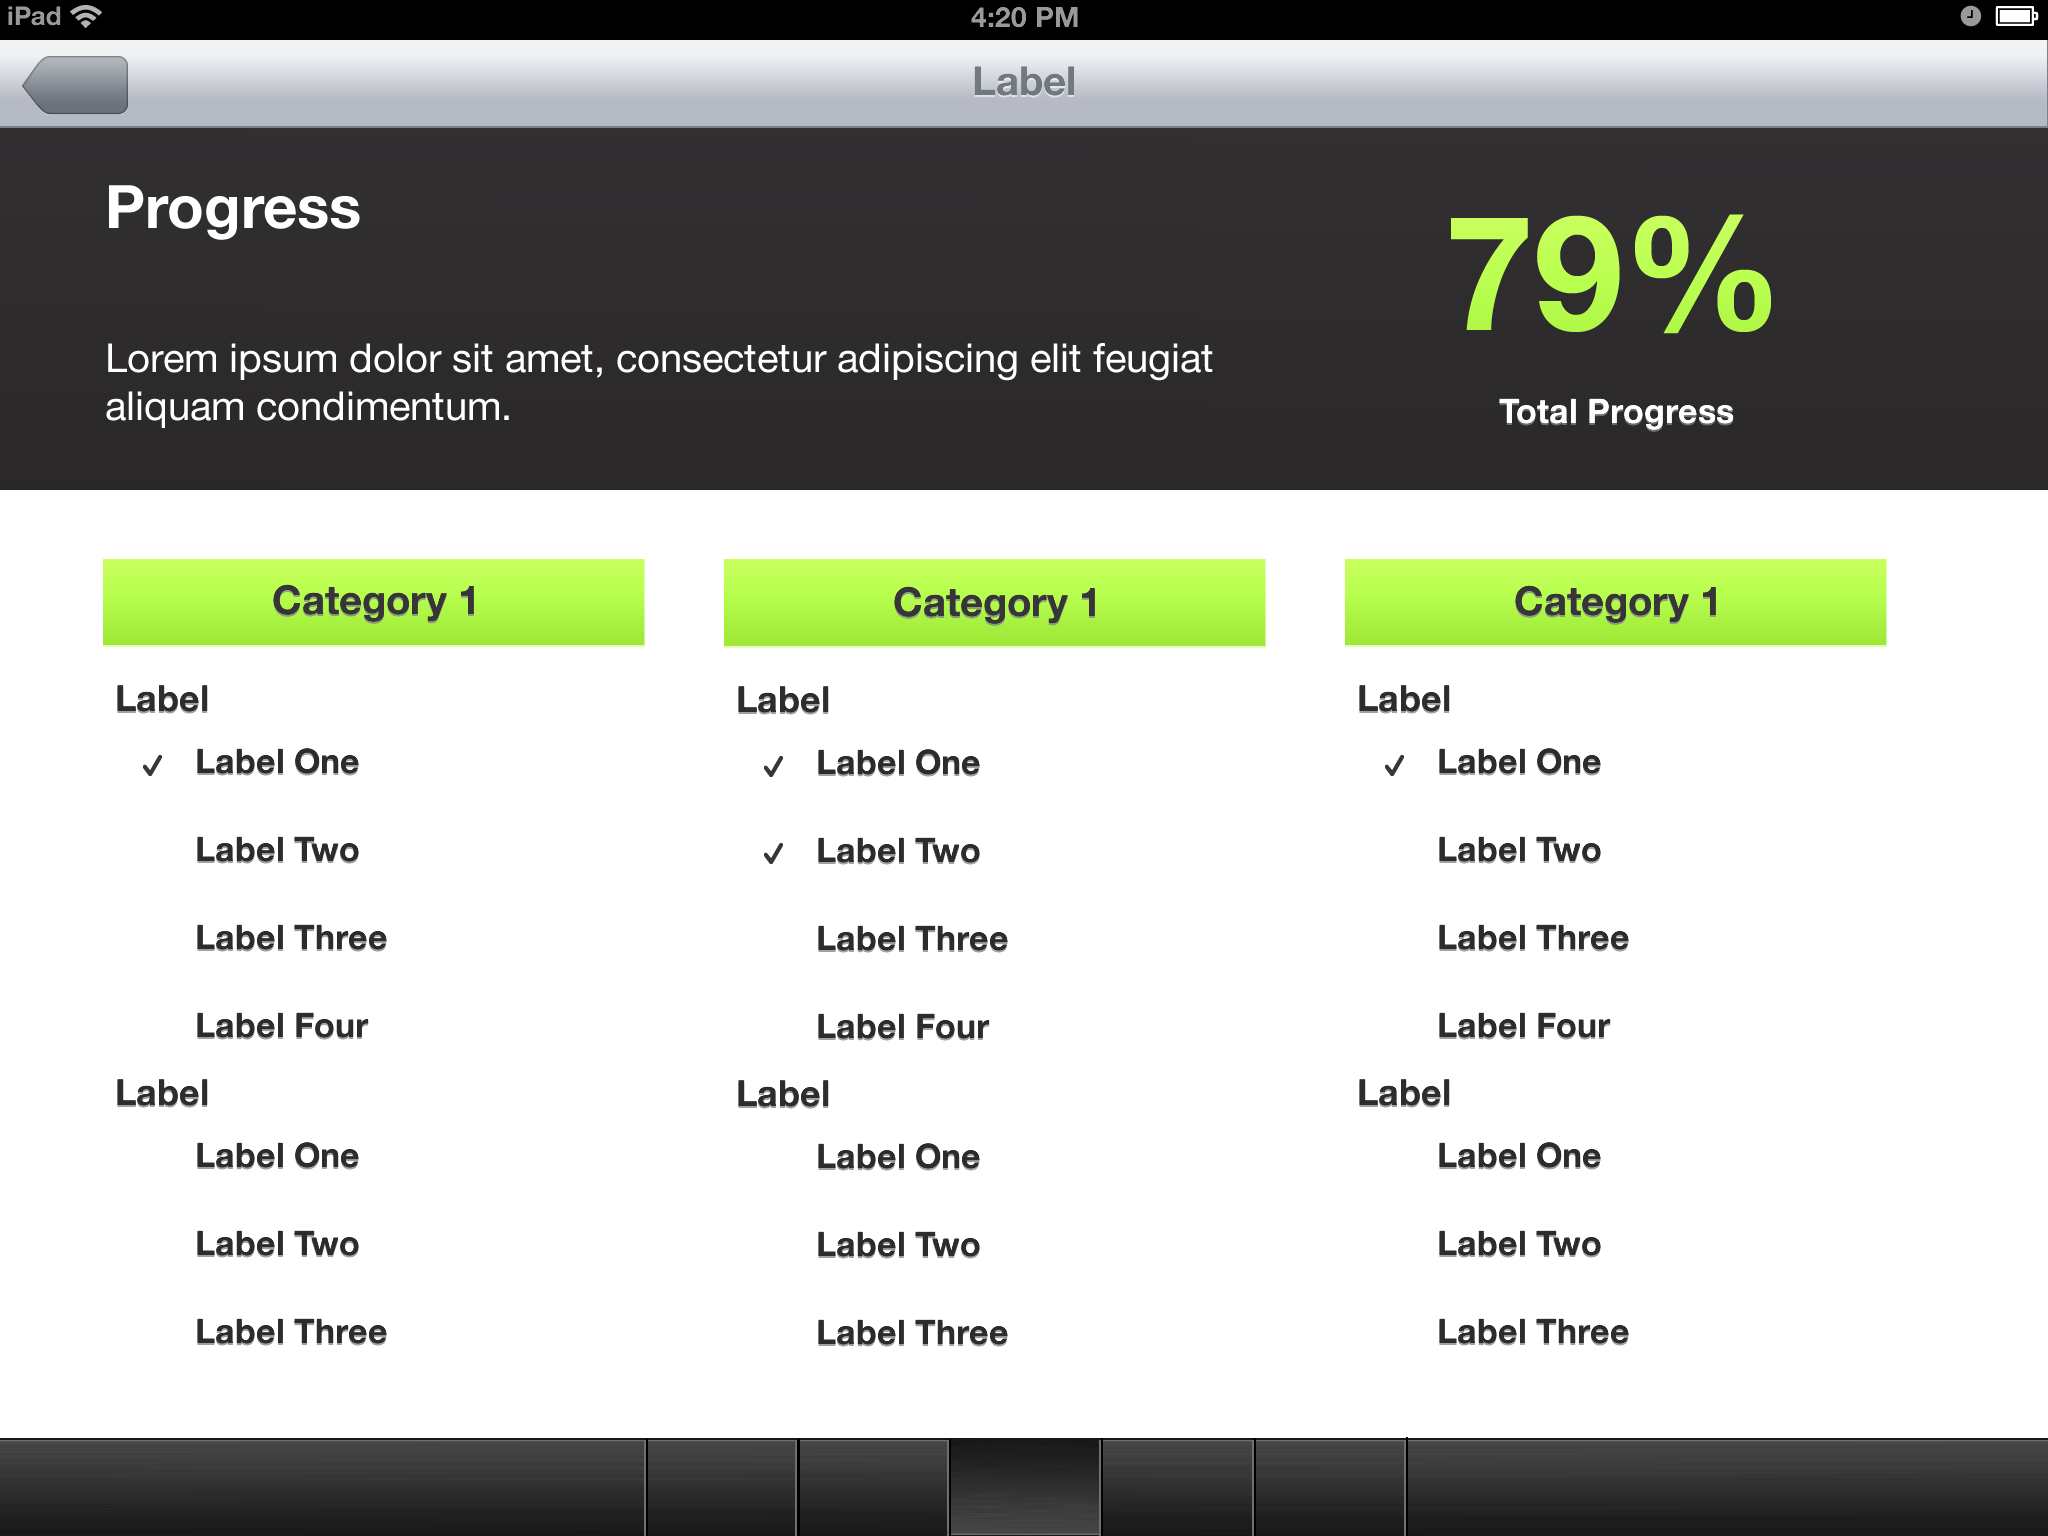 iPad
4:20 PM
Label
Progress
79%
Lorem ipsum dolor sit amet, consectetur adipiscing elit feugiat
aliquam condimentum.
Total Progress
Category 1
Label
✓ Label One
Label Two
Label Three
Label Four
Label
Label One
Label Two
Label Three
Category 1
Label
✓ Label One
✓ Label Two
Label Three
Label Four
Label
Label One
Label Two
Label Three
Category 1
Label
✓ Label One
Label Two
Label Three
Label Four
Label
Label One
Label Two
Label Three